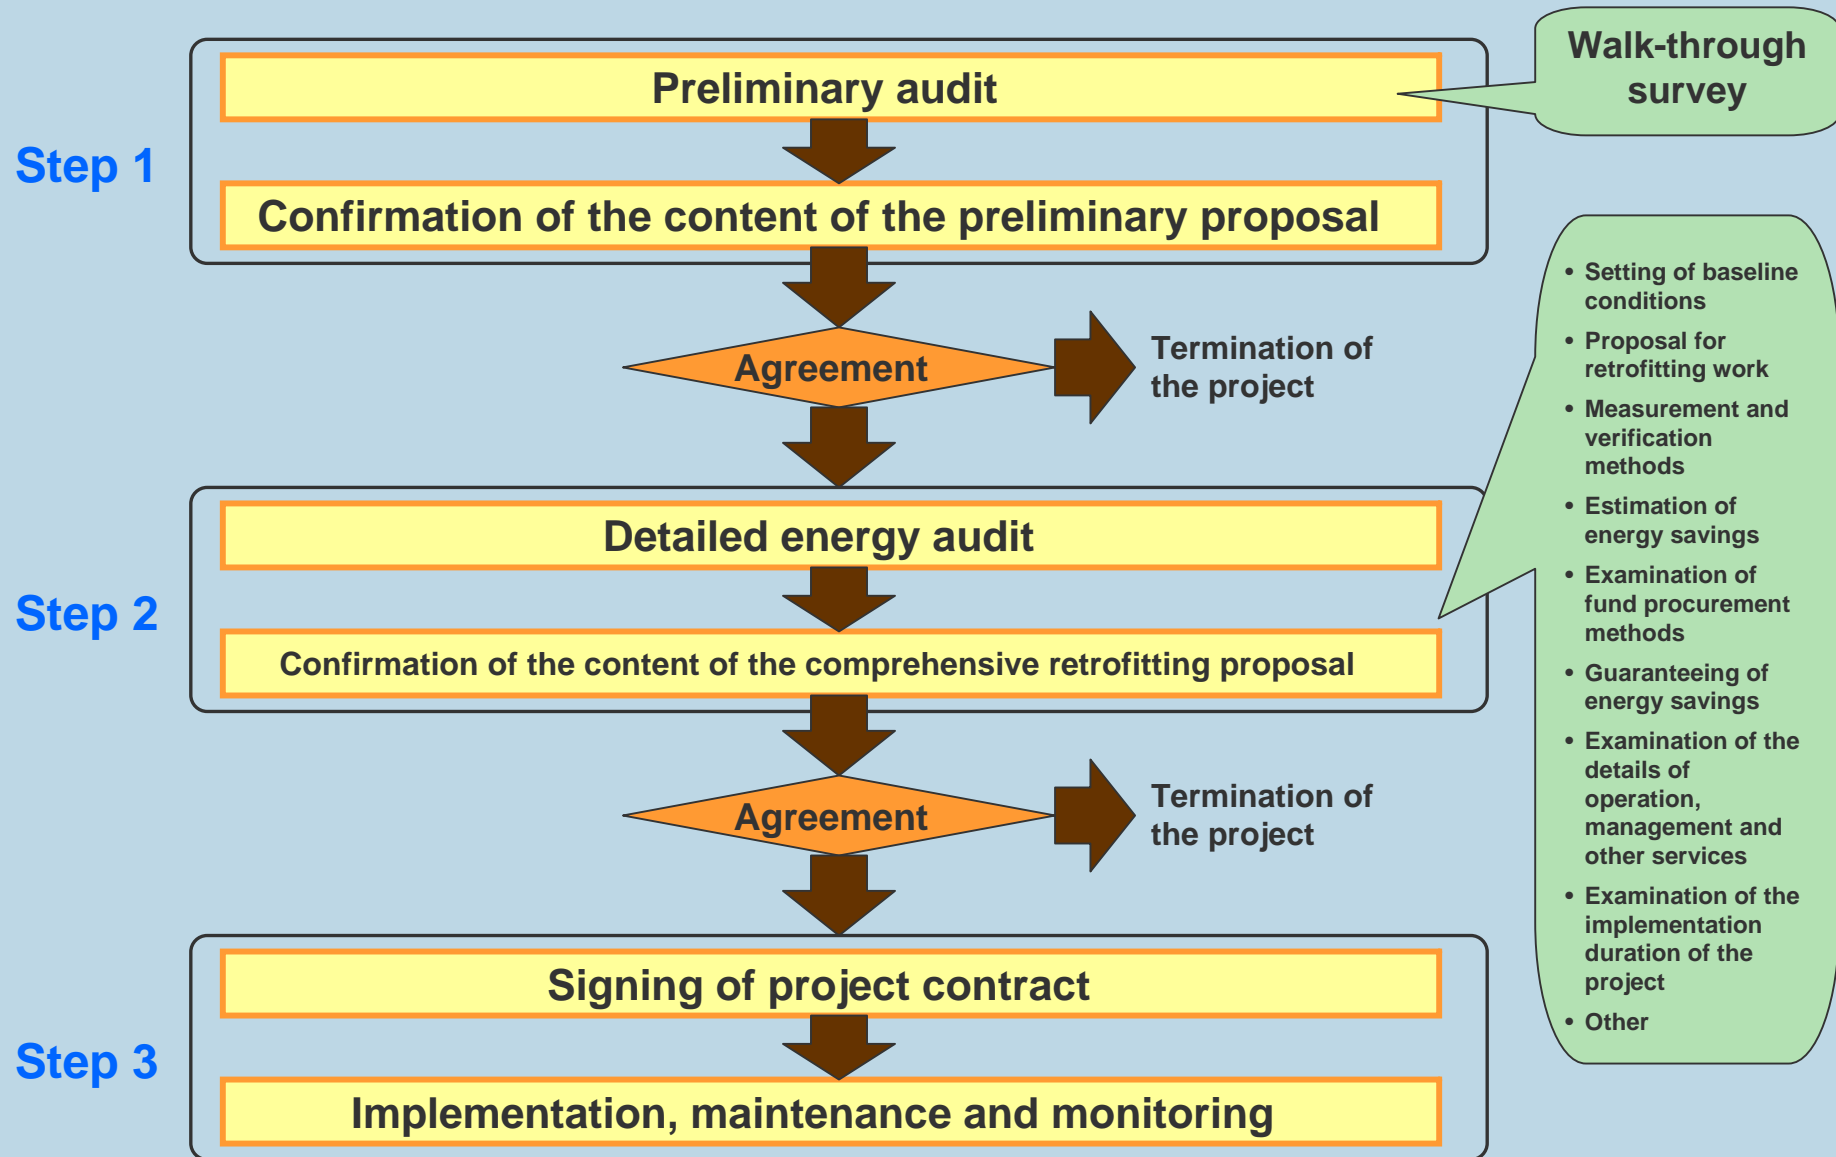 Walk-through
survey
Step 1
Preliminary audit
Confirmation of the content of the preliminary proposal
Agreement
Termination of
the project
Step 2
Detailed energy audit
Confirmation of the content of the comprehensive retrofitting proposal
• Setting of baseline
conditions
• Proposal for
retrofitting work
• Measurement and
verification
methods
• Estimation of
energy savings
• Examination of
fund procurement
methods
• Guaranteeing of
energy savings
• Examination of the
details of
operation,
management and
other services
• Examination of the
implementation
duration of the
project
• Other
Agreement
Termination of
the project
Step 3
Signing of project contract
Implementation, maintenance and monitoring